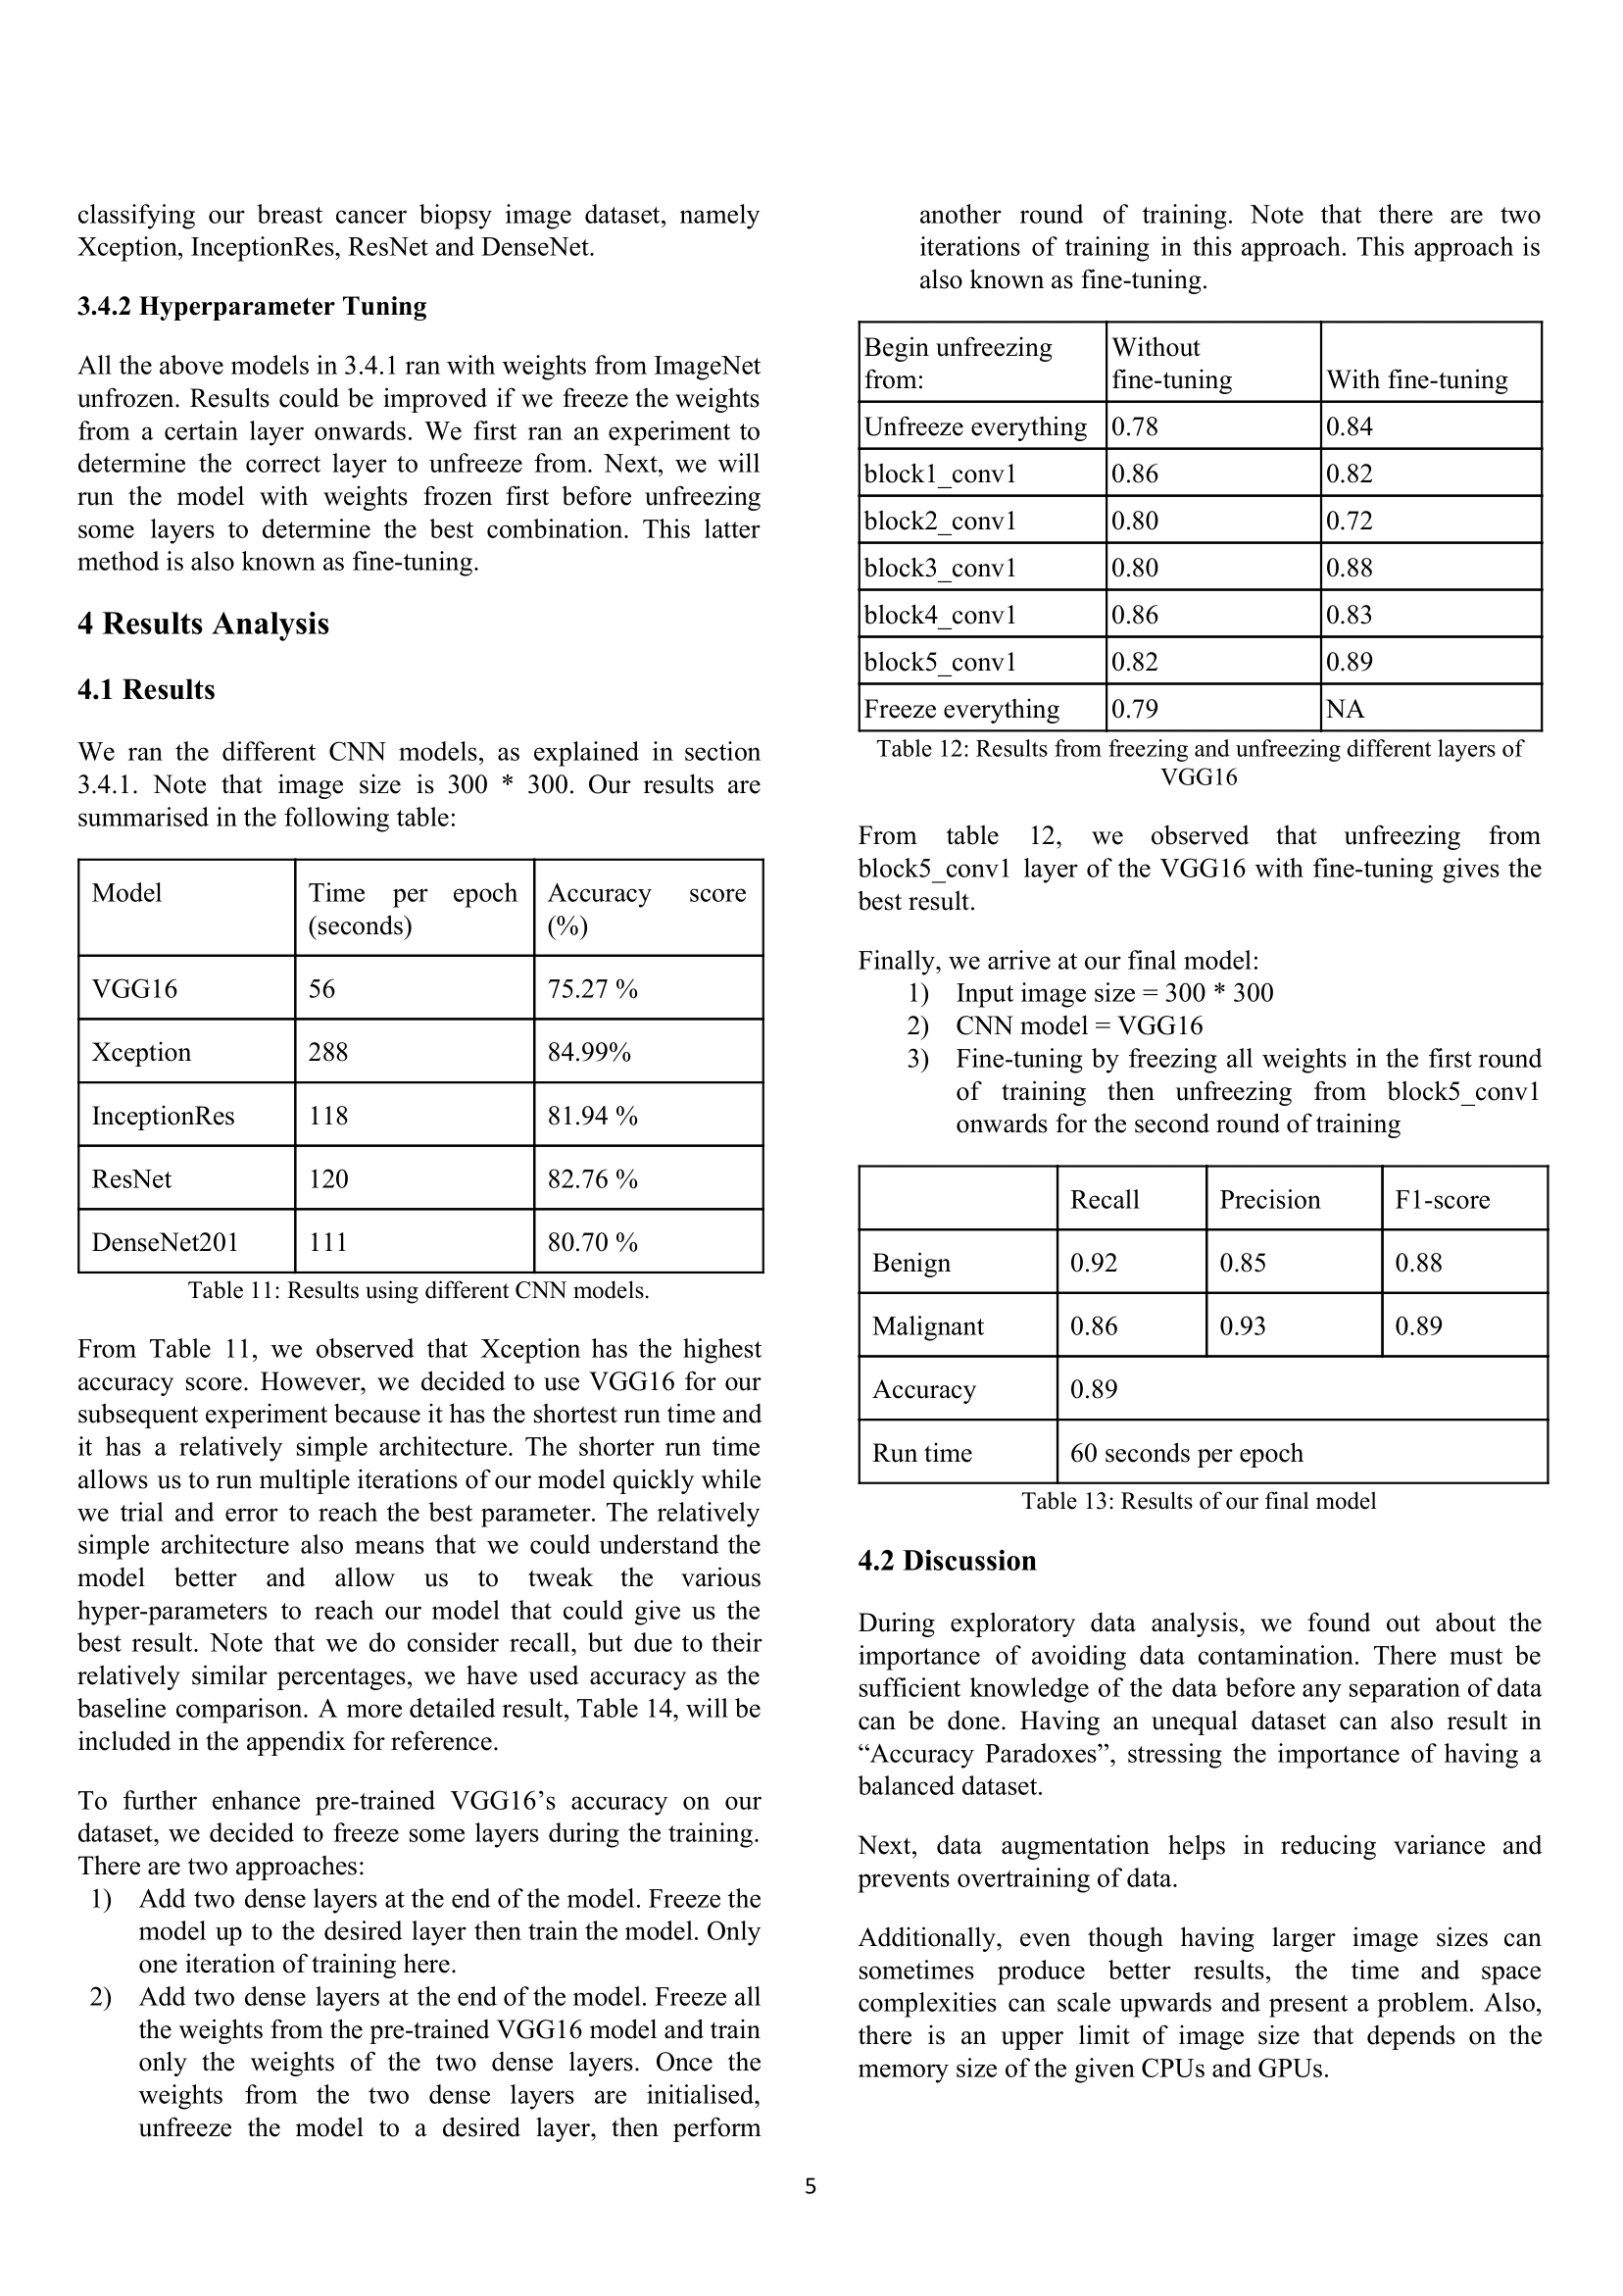 classifying our breast cancer biopsy image dataset, namely
Xception, InceptionRes, ResNet and DenseNet.
3.4.2 Hyperparameter Tuning
All the above models in 3.4.1 ran with weights from ImageNet
unfrozen. Results could be improved if we freeze the weights
from a certain layer onwards. We first ran an experiment to
determine the correct layer to unfreeze from. Next, we will
run the model with weights frozen first before unfreezing
some layers to determine the best combination. This latter
method is also known as fine-tuning.
4 Results Analysis
4.1 Results
We ran the different CNN models, as explained in section
3.4.1. Note that image size is 300 * 300. Our results are
summarised in the following table:
Model Time per epoch (seconds) Accuracy score (%)
VGG16 56 75.27 %
Xception 288 84.99%
InceptionRes 118 81.94 %
ResNet 120 82.76 %
DenseNet201 111 80.70 %
Table 11: Results using different CNN models.
From Table 11, we observed that Xception has the highest
accuracy score. However, we decided to use VGG16 for our
subsequent experiment because it has the shortest run time and
it has a relatively simple architecture. The shorter run time
allows us to run multiple iterations of our model quickly while
we trial and error to reach the best parameter. The relatively
simple architecture also means that we could understand the
model better and allow us to tweak the various
hyper-parameters to reach our model that could give us the
best result. Note that we do consider recall, but due to their
relatively similar percentages, we have used accuracy as the
baseline comparison. A more detailed result, Table 14, will be
included in the appendix for reference.
To further enhance pre-trained VGG16’s accuracy on our
dataset, we decided to freeze some layers during the training.
There are two approaches:
1) Add two dense layers at the end of the model. Freeze the
model up to the desired layer then train the model. Only
one iteration of training here.
2) Add two dense layers at the end of the model. Freeze all
the weights from the pre-trained VGG16 model and train
only the weights of the two dense layers. Once the
weights from the two dense layers are initialised,
unfreeze the model to a desired layer, then perform
another round of training. Note that there are two
iterations of training in this approach. This approach is
also known as fine-tuning.
Begin unfreezing from: Without fine-tuning With fine-tuning
Unfreeze everything 0.78 0.84
block1_conv1 0.86 0.82
block2_conv1 0.80 0.72
block3_conv1 0.80 0.88
block4_conv1 0.86 0.83
block5_conv1 0.82 0.89
Freeze everything 0.79 NA
Table 12: Results from freezing and unfreezing different layers of
VGG16
From table 12, we observed that unfreezing from
block5_conv1 layer of the VGG16 with fine-tuning gives the
best result.
Finally, we arrive at our final model:
1) Input image size = 300 * 300
2) CNN model = VGG16
3) Fine-tuning by freezing all weights in the first round
of training then unfreezing from block5_conv1
onwards for the second round of training
Recall Precision F1-score
Benign 0.92 0.85 0.88
Malignant 0.86 0.93 0.89
Accuracy 0.89
Run time 60 seconds per epoch
Table 13: Results of our final model
4.2 Discussion
During exploratory data analysis, we found out about the
importance of avoiding data contamination. There must be
sufficient knowledge of the data before any separation of data
can be done. Having an unequal dataset can also result in
“Accuracy Paradoxes”, stressing the importance of having a
balanced dataset.
Next, data augmentation helps in reducing variance and
prevents overtraining of data.
Additionally, even though having larger image sizes can
sometimes produce better results, the time and space
complexities can scale upwards and present a problem. Also,
there is an upper limit of image size that depends on the
memory size of the given CPUs and GPUs.
5